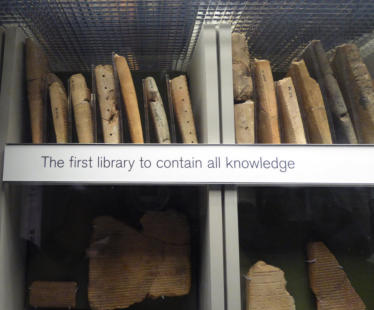 The first library to contain all knowledge